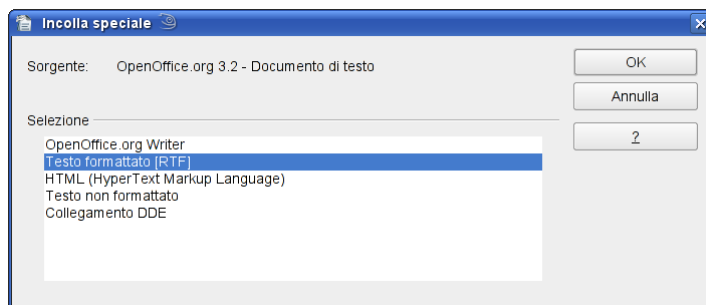 Incolla speciale
Sorgente: OpenOffice.org 3.2 - Documento di testo
OK
Annulla
Selezione
?
OpenOffice.org Writer
Testo formattato [RTF]
HTML (HyperText Markup Language)
Testo non formattato
Collegamento DDE